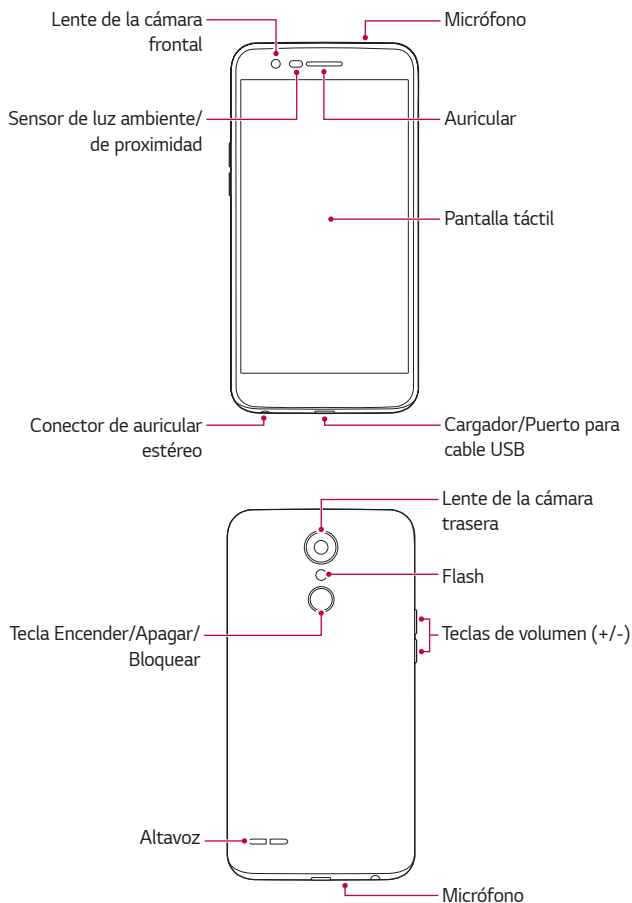 Lente de la cámara
frontal
Micrófono
Sensor de luz ambiente/
de proximidad
Auricular
Pantalla táctil
Conector de auricular
estéreo
Cargador/Puerto para
cable USB
Lente de la cámara
trasera
Flash
Tecla Encender/Apagar/
Bloquear
Teclas de volumen (+/-)
Altavoz
Micrófono